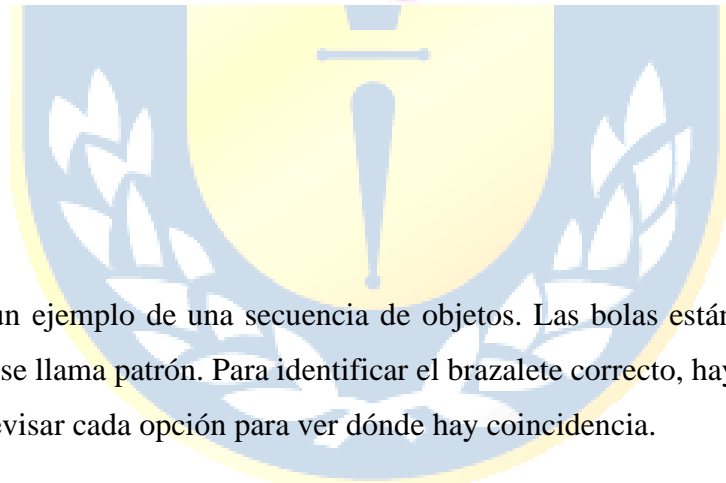 un ejemplo de una secuencia de objetos. Las bolas están
se llama patrón. Para identificar el brazalete correcto, hay
evisar cada opción para ver dónde hay coincidencia.